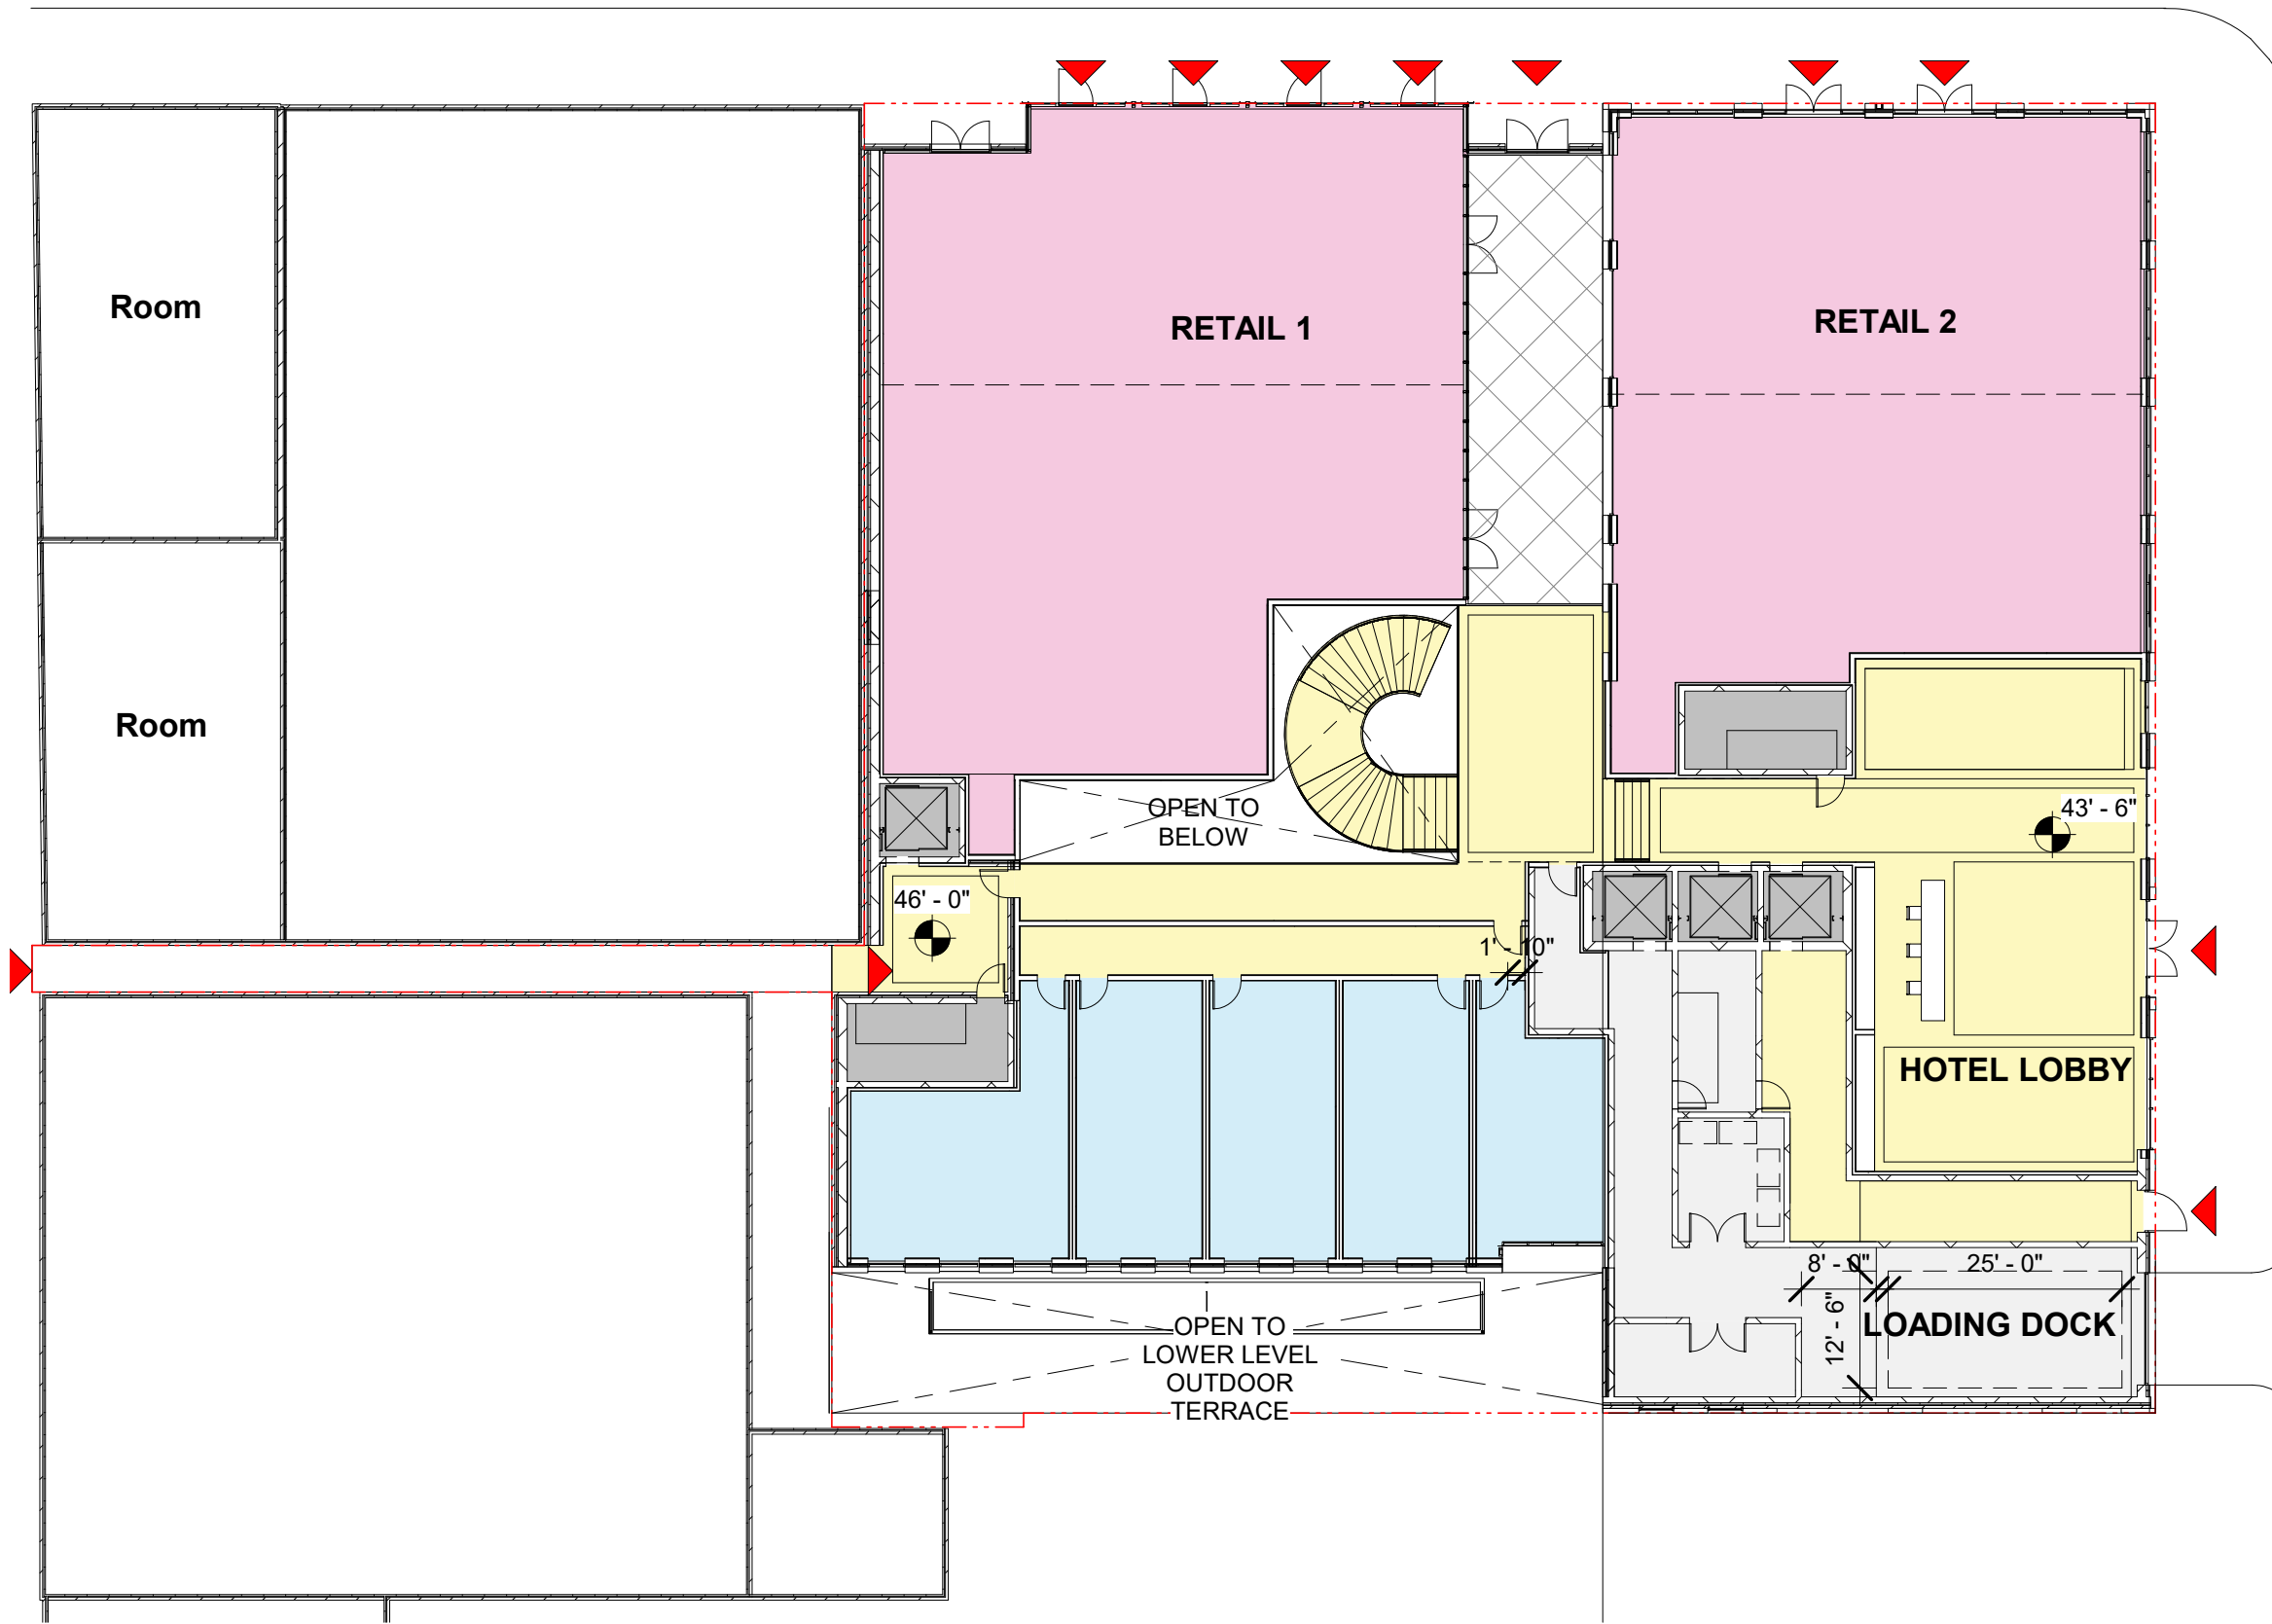 Room
RETAIL 1
RETAIL 2
Room
OPEN TO
BELOW
43' - 6"
46' - 0"
1' - 10"
HOTEL LOBBY
8' - 0"
25' - 0"
12' - 6"
LOADING DOCK
OPEN TO
LOWER LEVEL
OUTDOOR
TERRACE